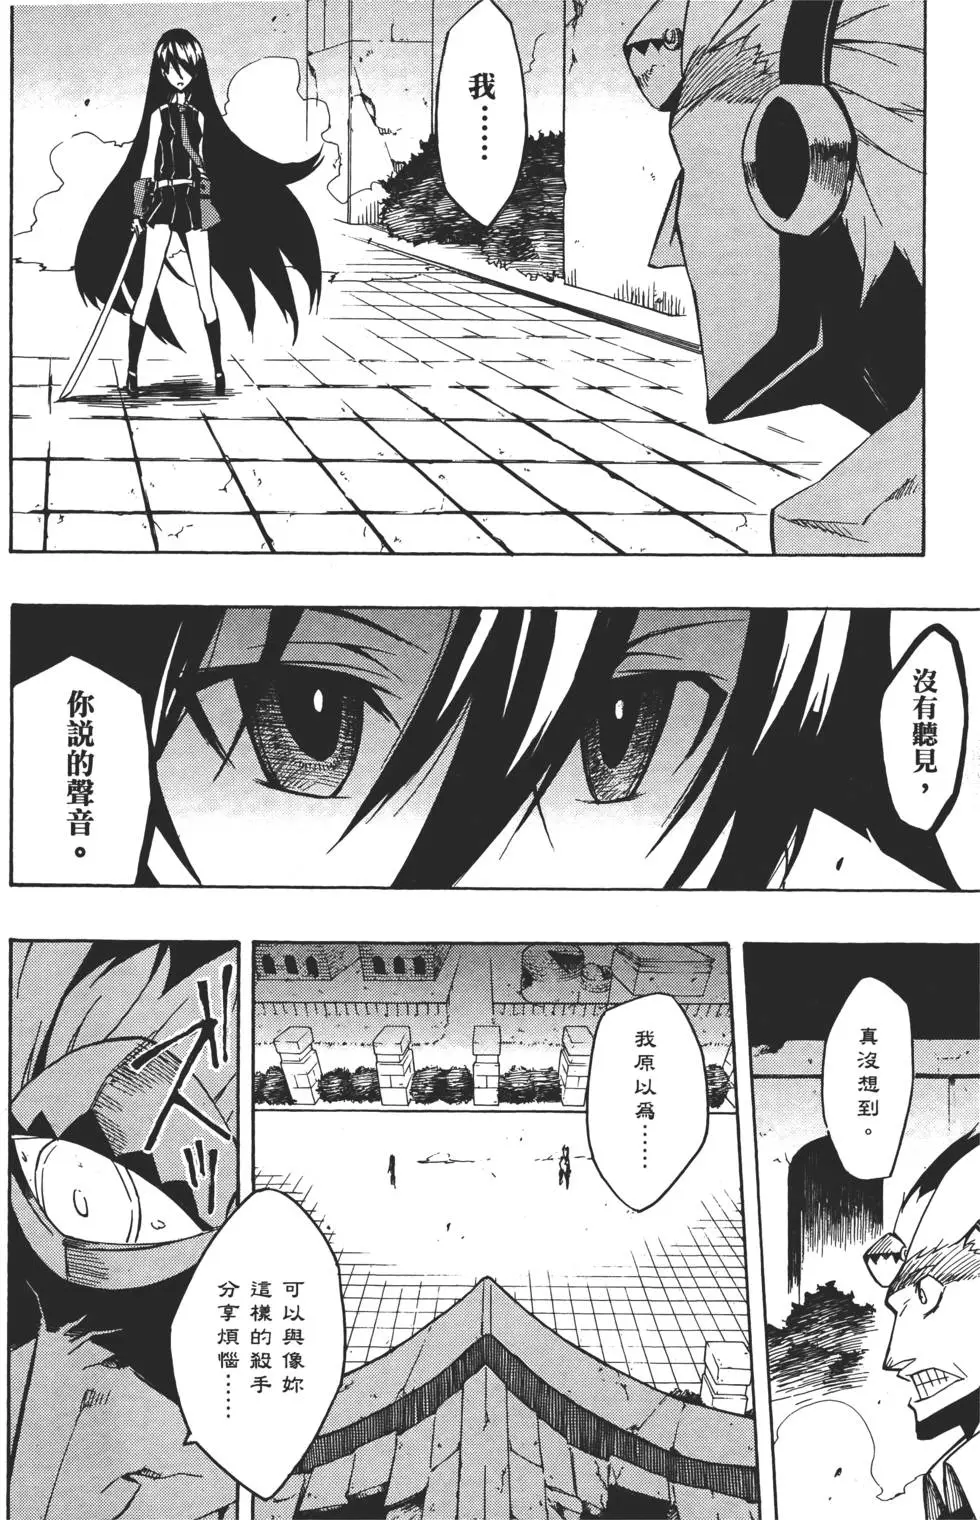 我……
沒有聽見，
你説的聲音。
真沒想到。
我原以為……
可以與像妳
這樣的殺手
分享煩惱……